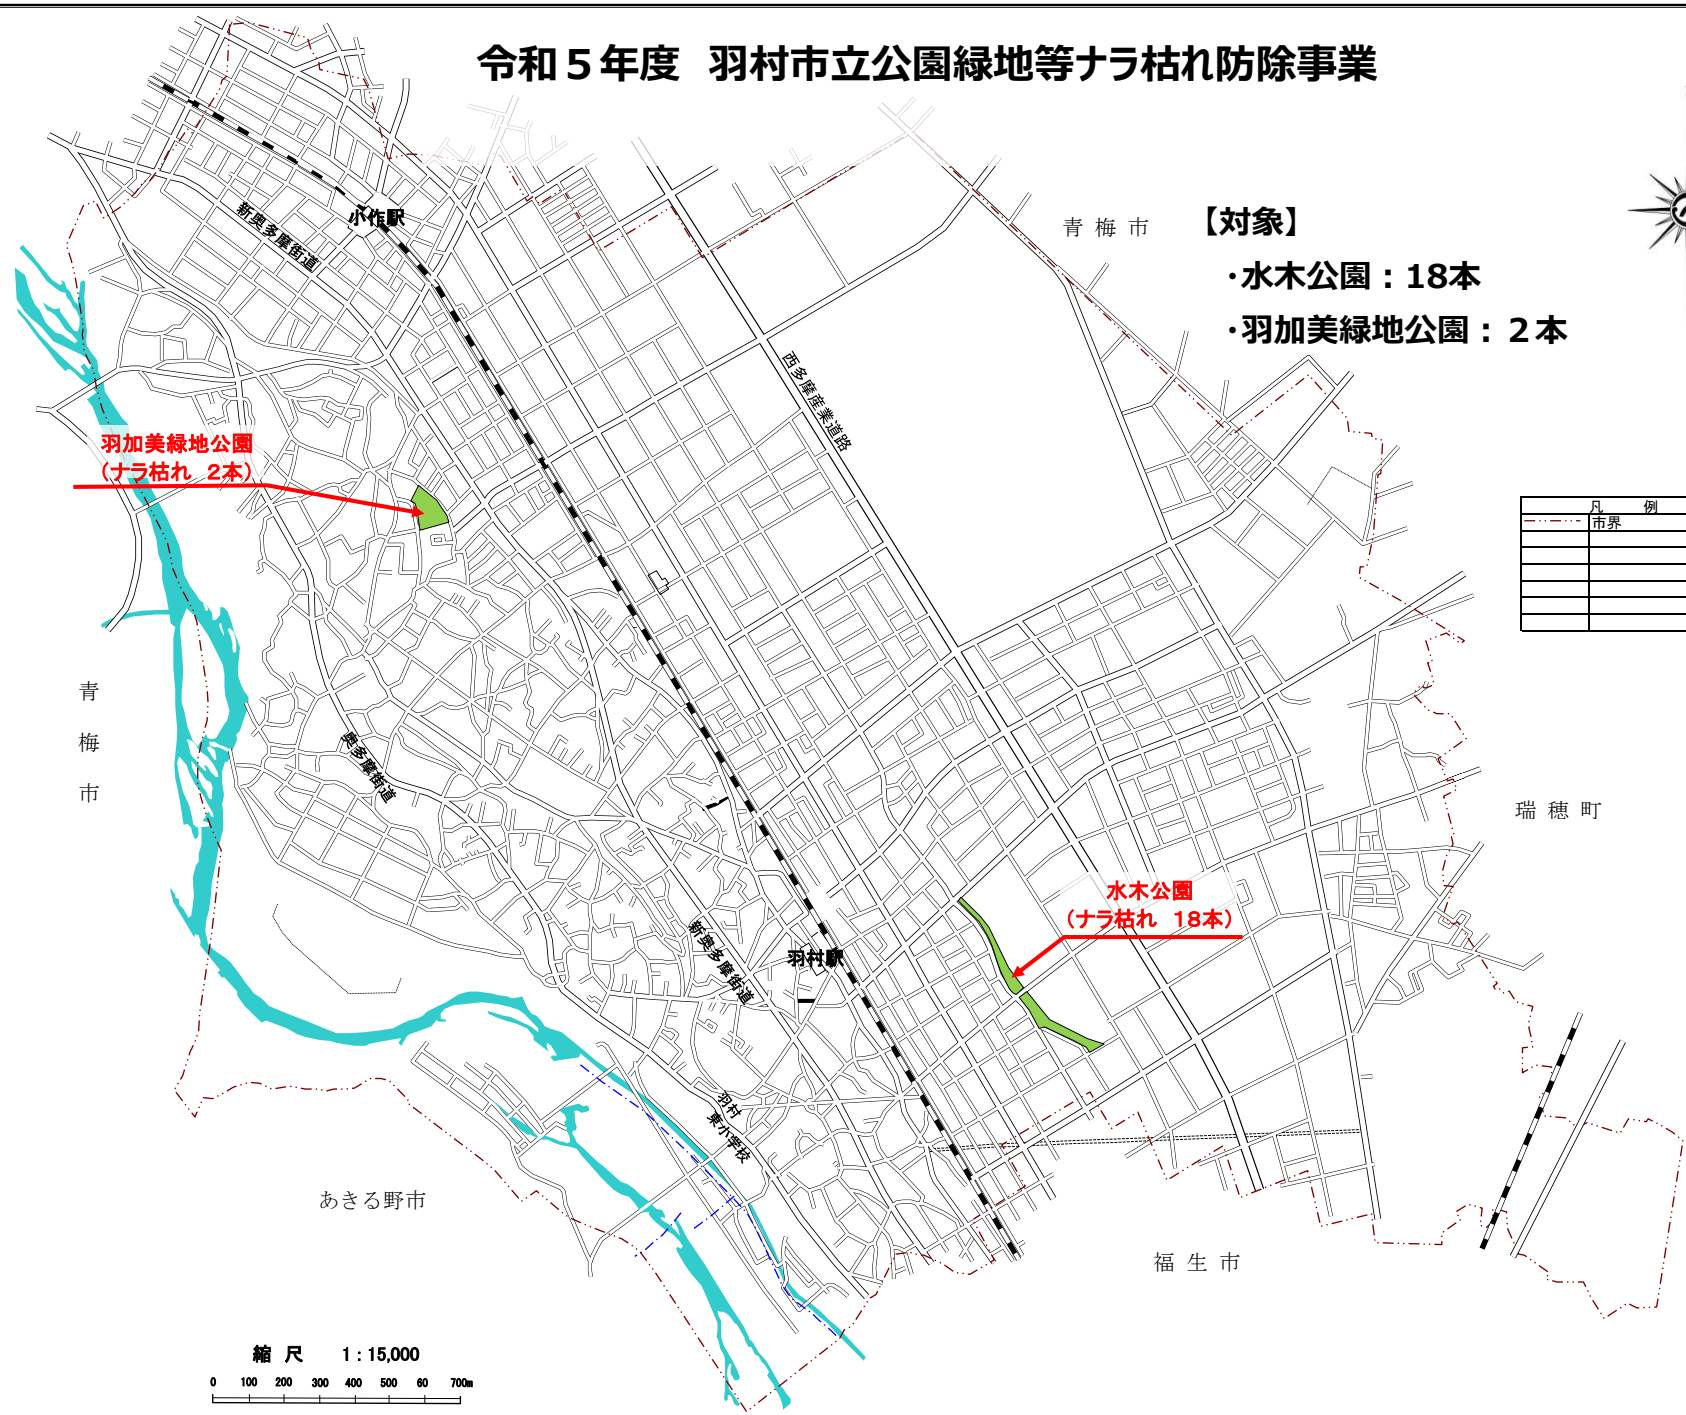 令和５年度 羽村市立公園緑地等ナラ枯れ防除事業
青梅市
【対象】
・水木公園：18本
・羽加美緑地公園：２本
小作駅
新奥多摩街道
西多摩産業道路
羽加美緑地公園
（ナラ枯れ 2本）
凡 例
市界
青梅市
奥多摩街道
瑞穂町
水木公園
（ナラ枯れ 18本）
新奥多摩街道
羽村駅
羽村
東小学校
あきる野市
福生市
縮尺 1：15,000
0 100 200 300 400 500 60 700m